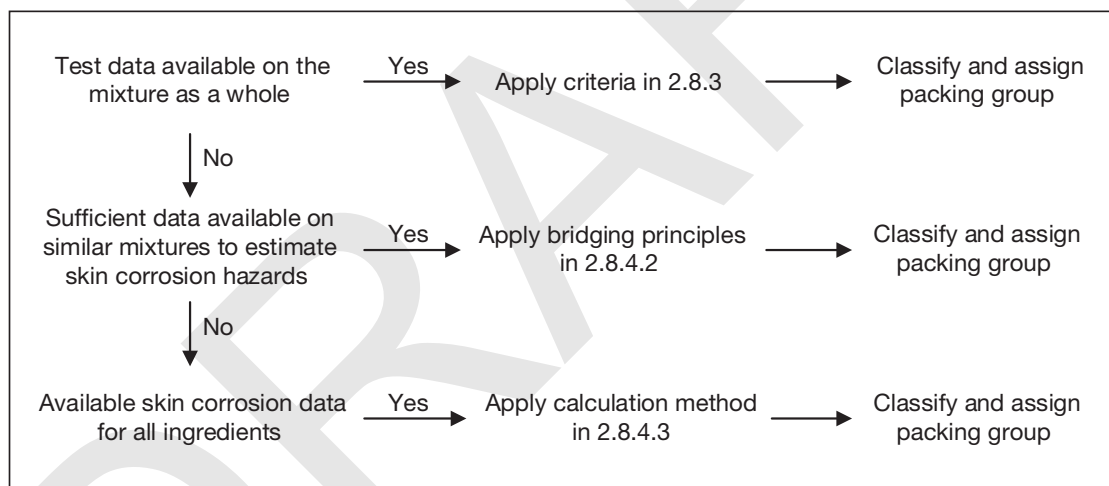 Test data available on the
mixture as a whole
Yes
Apply criteria in 2.8.3
Classify and assign
packing group
No
Sufficient data available on
similar mixtures to estimate
skin corrosion hazards
Yes
Apply bridging principles
in 2.8.4.2
Classify and assign
packing group
No
Available skin corrosion data
for all ingredients
Yes
Apply calculation method
in 2.8.4.3
Classify and assign
packing group